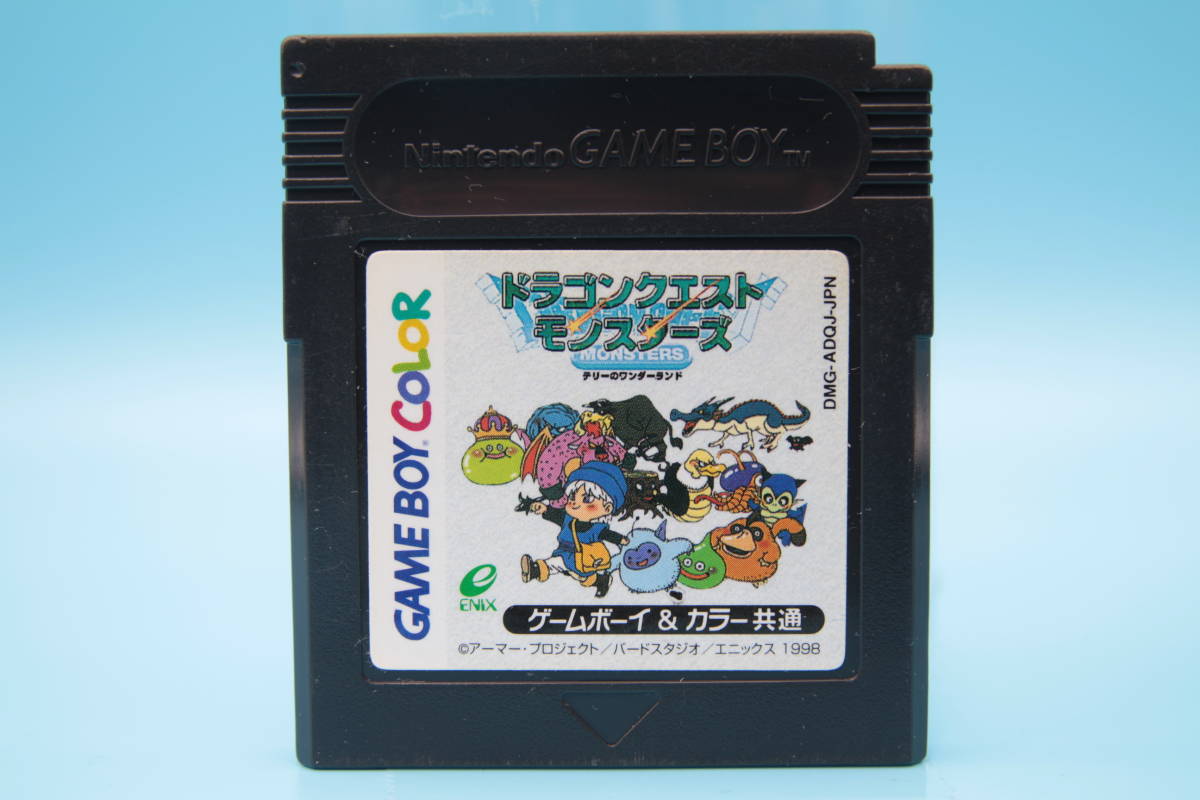 Nintendo GAME BOY TM
GAME BOY COLOR
ドラゴンクエスト
モンスターズ
MONSTERS
テリーのワンダーランド
DMG-ADQJ-JPN
ENIX
ゲームボーイ & カラー共通
©アーマー・プロジェクト/バードスタジオ/エニックス 1998